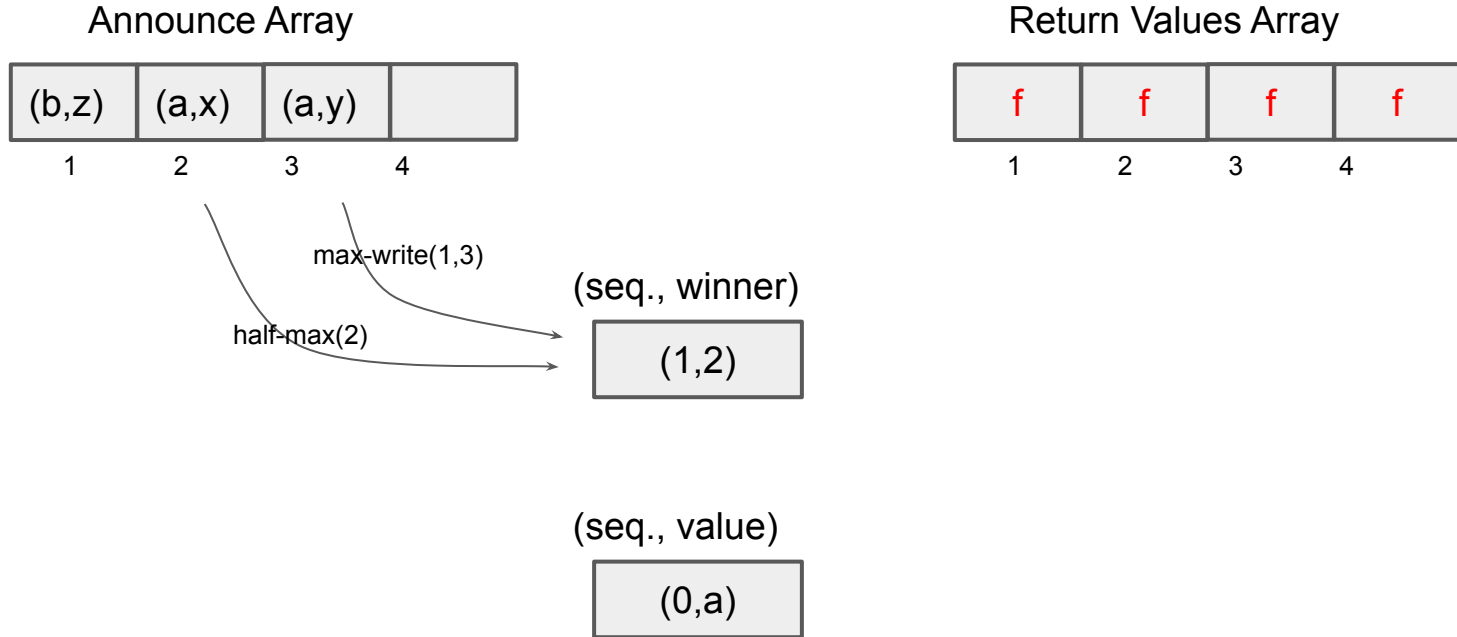 Announce Array
Return Values Array
(b,z) (a,x) (a,y)
f f f f
1 2 3 4
1 2 3 4
max-write(1,3)
(seq., winner)
half-max(2)
(1,2)
(seq., value)
(0,a)